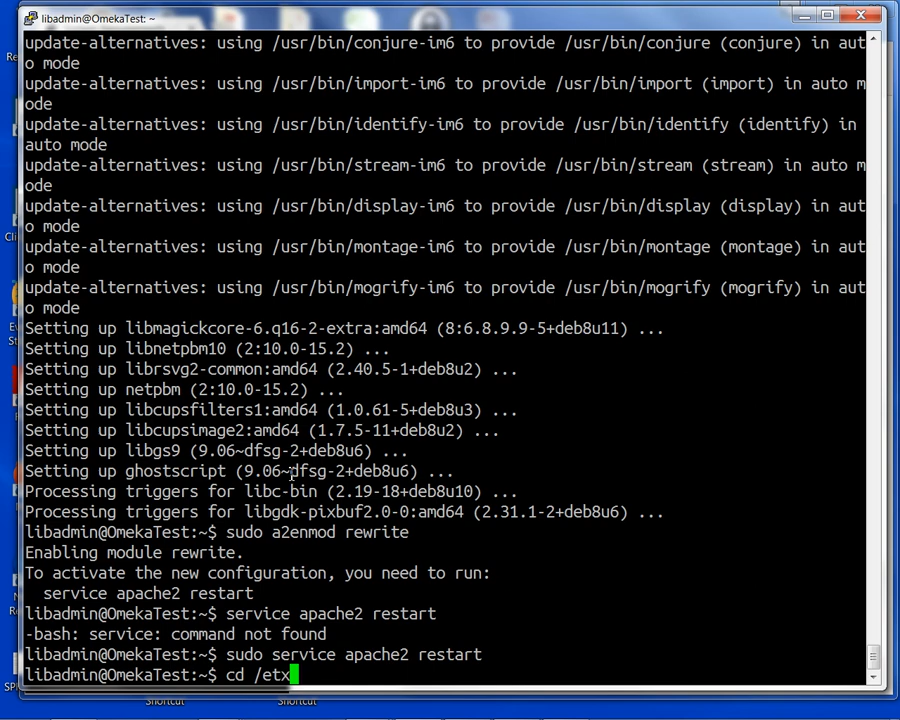 libadmin@OmekaTest: ~
update-alternatives: using /usr/bin/conjure-im6 to provide /usr/bin/conjure (conjure) in aut
o mode
update-alternatives: using /usr/bin/import-im6 to provide /usr/bin/import (import) in auto m
ode
update-alternatives: using /usr/bin/identify-im6 to provide /usr/bin/identify (identify) in
auto mode
update-alternatives: using /usr/bin/stream-im6 to provide /usr/bin/stream (stream) in auto m
ode
update-alternatives: using /usr/bin/display-im6 to provide /usr/bin/display (display) in aut
o mode
update-alternatives: using /usr/bin/montage-im6 to provide /usr/bin/montage (montage) in aut
o mode
update-alternatives: using /usr/bin/mogrify-im6 to provide /usr/bin/mogrify (mogrify) in aut
o mode
Setting up libmagickcore-6.q16-2-extra:amd64 (8:6.8.9.9-5+deb8u11) ...
Setting up libnetpbm10 (2:10.0-15.2) ...
Setting up librsvg2-common:amd64 (2.40.5-1+deb8u2) ...
Setting up netpbm (2:10.0-15.2) ...
Setting up libcupsfilters1:amd64 (1.0.61-5+deb8u3) ...
Setting up libcupsimage2:amd64 (1.7.5-11+deb8u2) ...
Setting up libgs9 (9.06~dfsg-2+deb8u6) ...
Setting up ghostscript (9.06~dfsg-2+deb8u6) ...
Processing triggers for libc-bin (2.19-18+deb8u10) ...
Processing triggers for libgdk-pixbuf2.0-0:amd64 (2.31.1-2+deb8u6) ...
libadmin@OmekaTest:~$ sudo a2enmod rewrite
Enabling module rewrite.
To activate the new configuration, you need to run:
  service apache2 restart
libadmin@OmekaTest:~$ service apache2 restart
-bash: service: command not found
libadmin@OmekaTest:~$ sudo service apache2 restart
libadmin@OmekaTest:~$ cd /etx
Shortcut
Shortcut